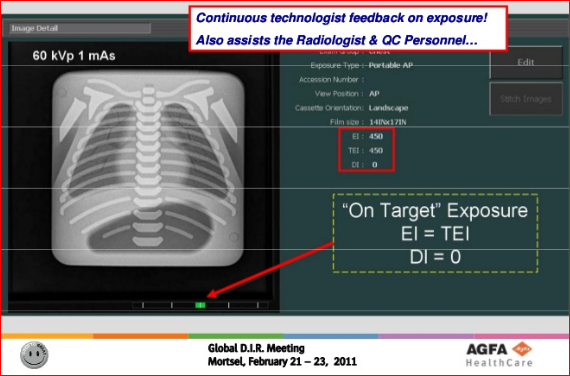 Continuous technologist feedback on exposure!
Also assists the Radiologist & QC Personnel…
Image Detail
60 kVp 1 mAs
Exposure Type : Portable AP
Accession Number :
View Position : AP
Cassette Orientation: Landscape
Film size : 14INx17IN
EI : 450
TEI : 450
DI : 0
Edit
Stitch Images
“On Target” Exposure
EI = TEI
DI = 0
Global D.I.R. Meeting
Mortsel, February 21 – 23, 2011
AGFA
HealthCare